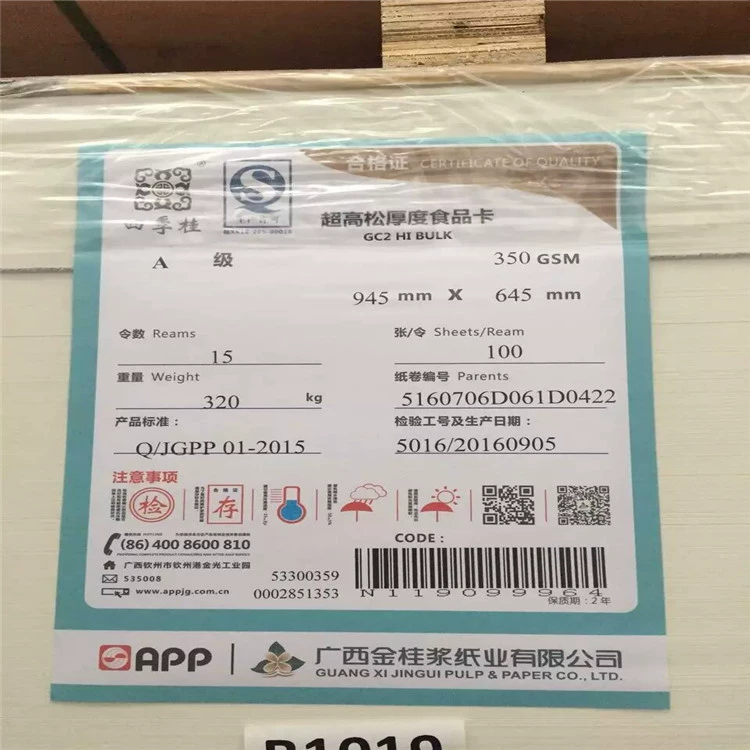 合格证 CERTIFICATE OF QUALITY
超高松厚度食品卡
GC2 HI BULK
A 级 350 GSM
945 mm X 645 mm
令数 Reams 15
张/令 Sheets/Ream 100
重量 Weight 320 kg
纸卷编号 Parents 5160706D061D0422
产品标准: Q/JGPP 01-2015
检验工号及生产日期: 5016/20160905
注意事项
检
合格证
存
(86) 400 8600 810
广西钦州市钦州港金光工业园
535008
www.appjg.com.cn
53300359
0002851353
CODE:
N119099964
保质期:2年
APP
广西金桂浆纸业有限公司
GUANG XI JINGUI PULP & PAPER CO., LTD.